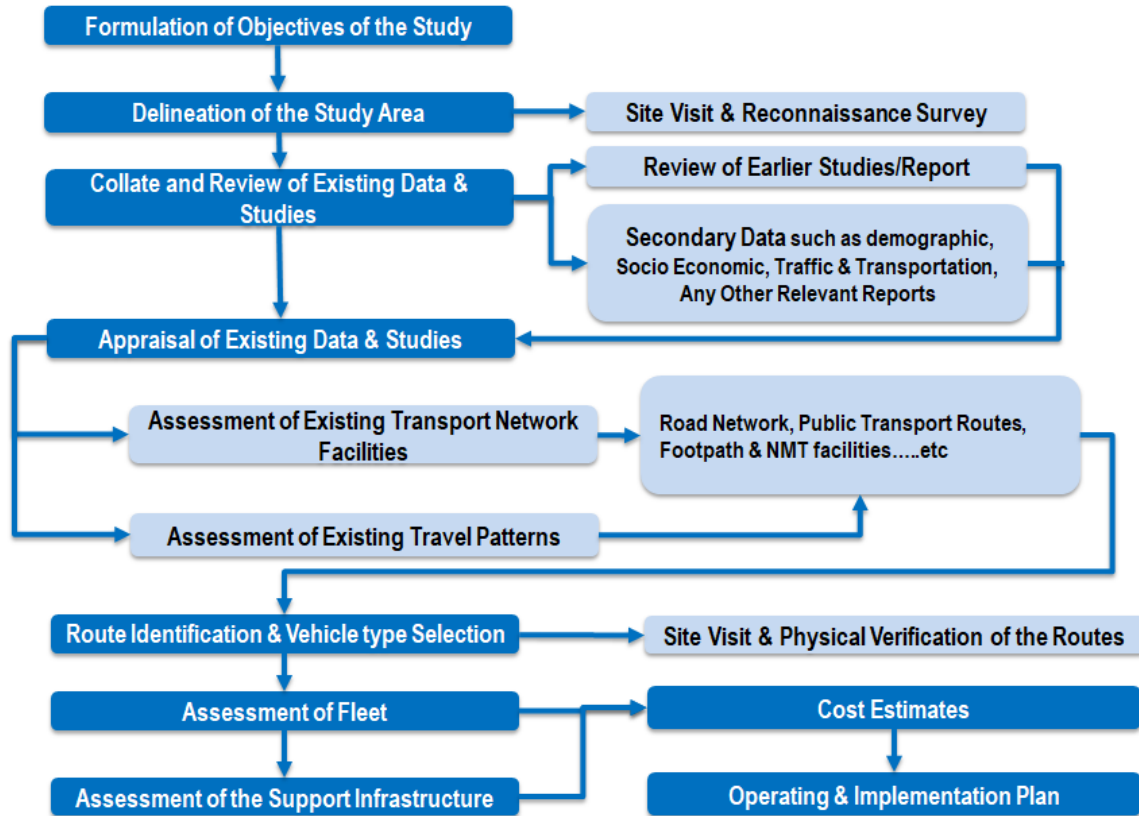 Formulation of Objectives of the Study
Delineation of the Study Area
Site Visit & Reconnaissance Survey
Collate and Review of Existing Data &
Studies
Review of Earlier Studies/Report
Secondary Data such as demographic,
Socio Economic, Traffic & Transportation,
Any Other Relevant Reports
Appraisal of Existing Data & Studies
Assessment of Existing Transport Network
Facilities
Road Network, Public Transport Routes,
Footpath & NMT facilities.....etc
Assessment of Existing Travel Patterns
Route Identification & Vehicle type Selection
Site Visit & Physical Verification of the Routes
Assessment of Fleet
Cost Estimates
Assessment of the Support Infrastructure
Operating & Implementation Plan